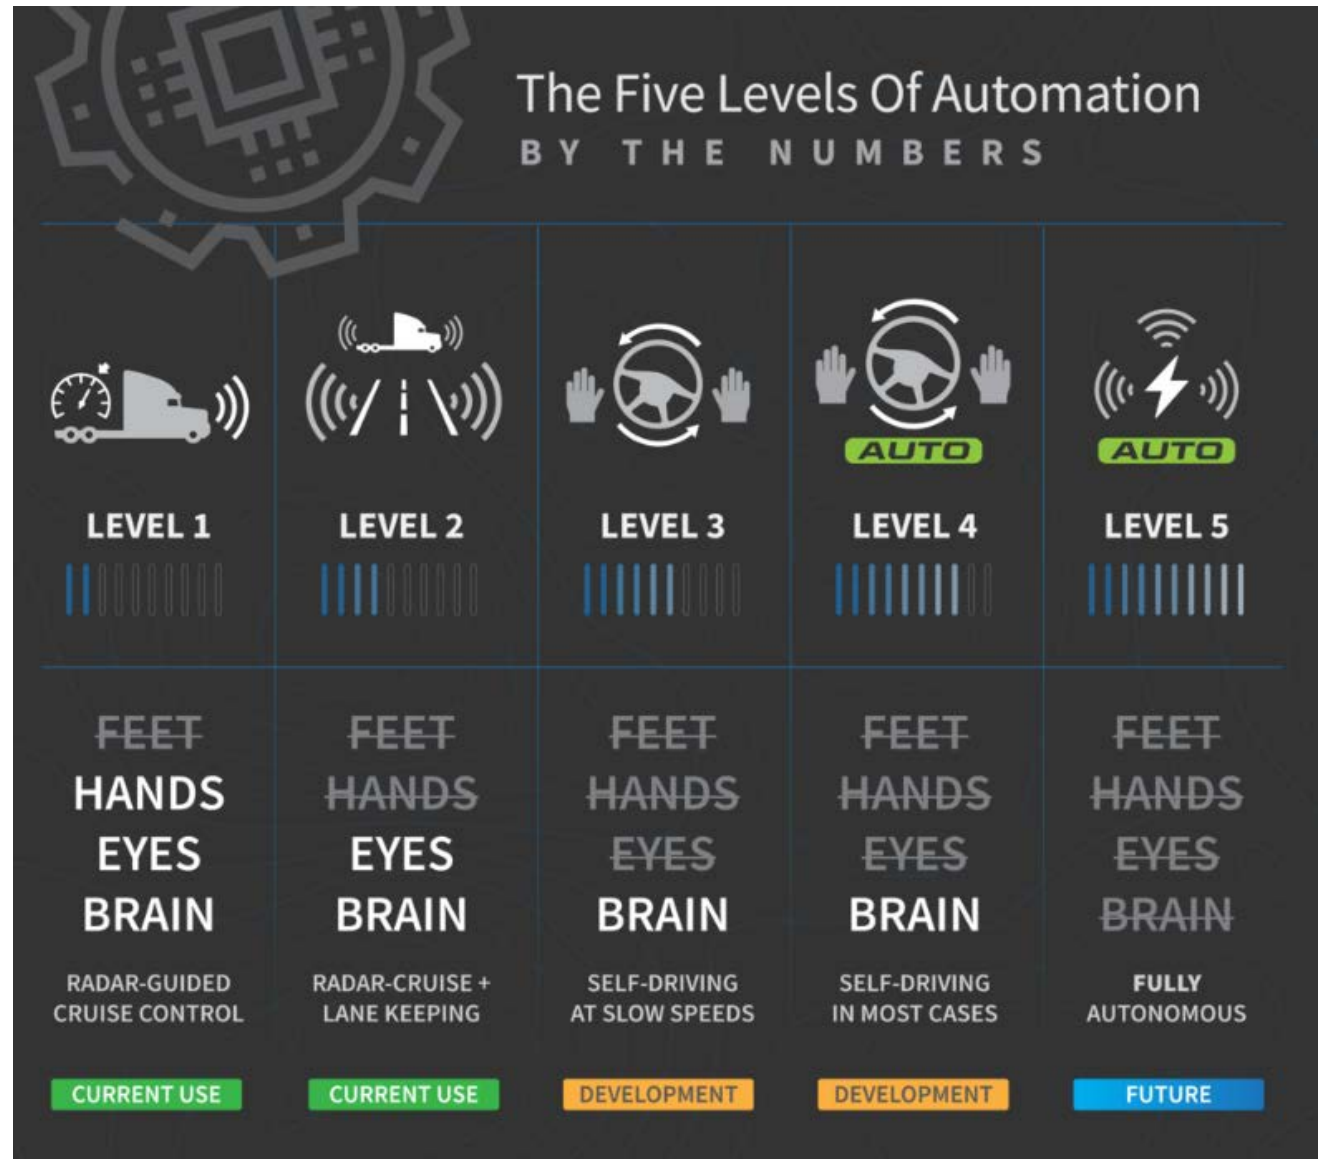 The Five Levels Of Automation
BY THE NUMBERS
AUTO
AUTO
LEVEL 1
LEVEL 2
LEVEL 3
LEVEL 4
LEVEL 5
FEET
HANDS
EYES
BRAIN
RADAR-GUIDED
CRUISE CONTROL
CURRENT USE
FEET
HANDS
EYES
BRAIN
RADAR-CRUISE +
LANE KEEPING
CURRENT USE
FEET
HANDS
EYES
BRAIN
SELF-DRIVING
AT SLOW SPEEDS
DEVELOPMENT
FEET
HANDS
EYES
BRAIN
SELF-DRIVING
IN MOST CASES
DEVELOPMENT
FEET
HANDS
EYES
BRAIN
FULLY
AUTONOMOUS
FUTURE